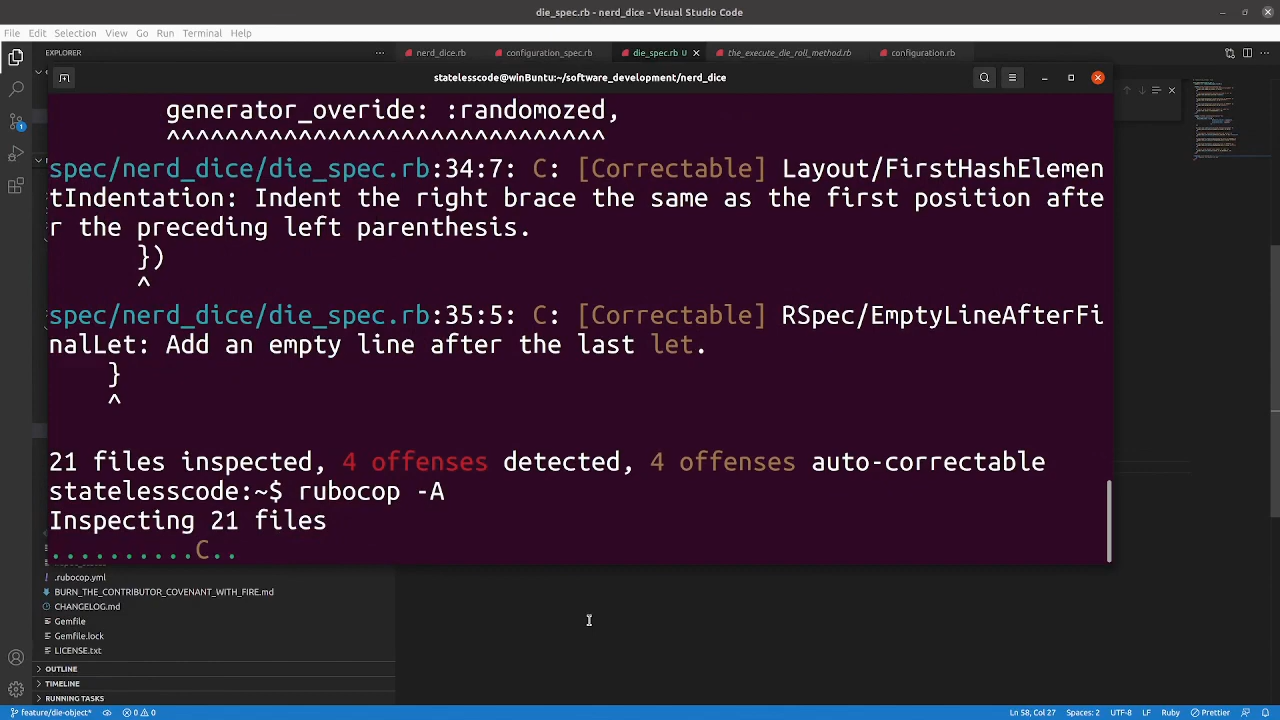 die_spec.rb - nerd_dice - Visual Studio Code
File Edit Selection View Go Run Terminal Help
EXPLORER
nerd_dice.rb configuration_spec.rb die_spec.rb U the_execute_die_roll_method.rb configuration.rb
statelesscode@winBuntu:~/software_development/nerd_dice
generator_overide: :randomozed,
^^^^^^^^^^^^^^^^^^^^^^^^^^^^^^
spec/nerd_dice/die_spec.rb:34:7: C: [Correctable] Layout/FirstHashElemen
tIndentation: Indent the right brace the same as the first position afte
r the preceding left parenthesis.
})
^
spec/nerd_dice/die_spec.rb:35:5: C: [Correctable] RSpec/EmptyLineAfterFi
nalLet: Add an empty line after the last let.
}
^
21 files inspected, 4 offenses detected, 4 offenses auto-correctable
statelesscode:~$ rubocop -A
Inspecting 21 files
..........C..
.rubocop.yml
BURN_THE_CONTRIBUTOR_COVENANT_WITH_FIRE.md
CHANGELOG.md
Gemfile
Gemfile.lock
LICENSE.txt
OUTLINE
TIMELINE
RUNNING TASKS
feature/die-object* 0 0 Ln 58, Col 27 Spaces: 2 UTF-8 LF Ruby Prettier